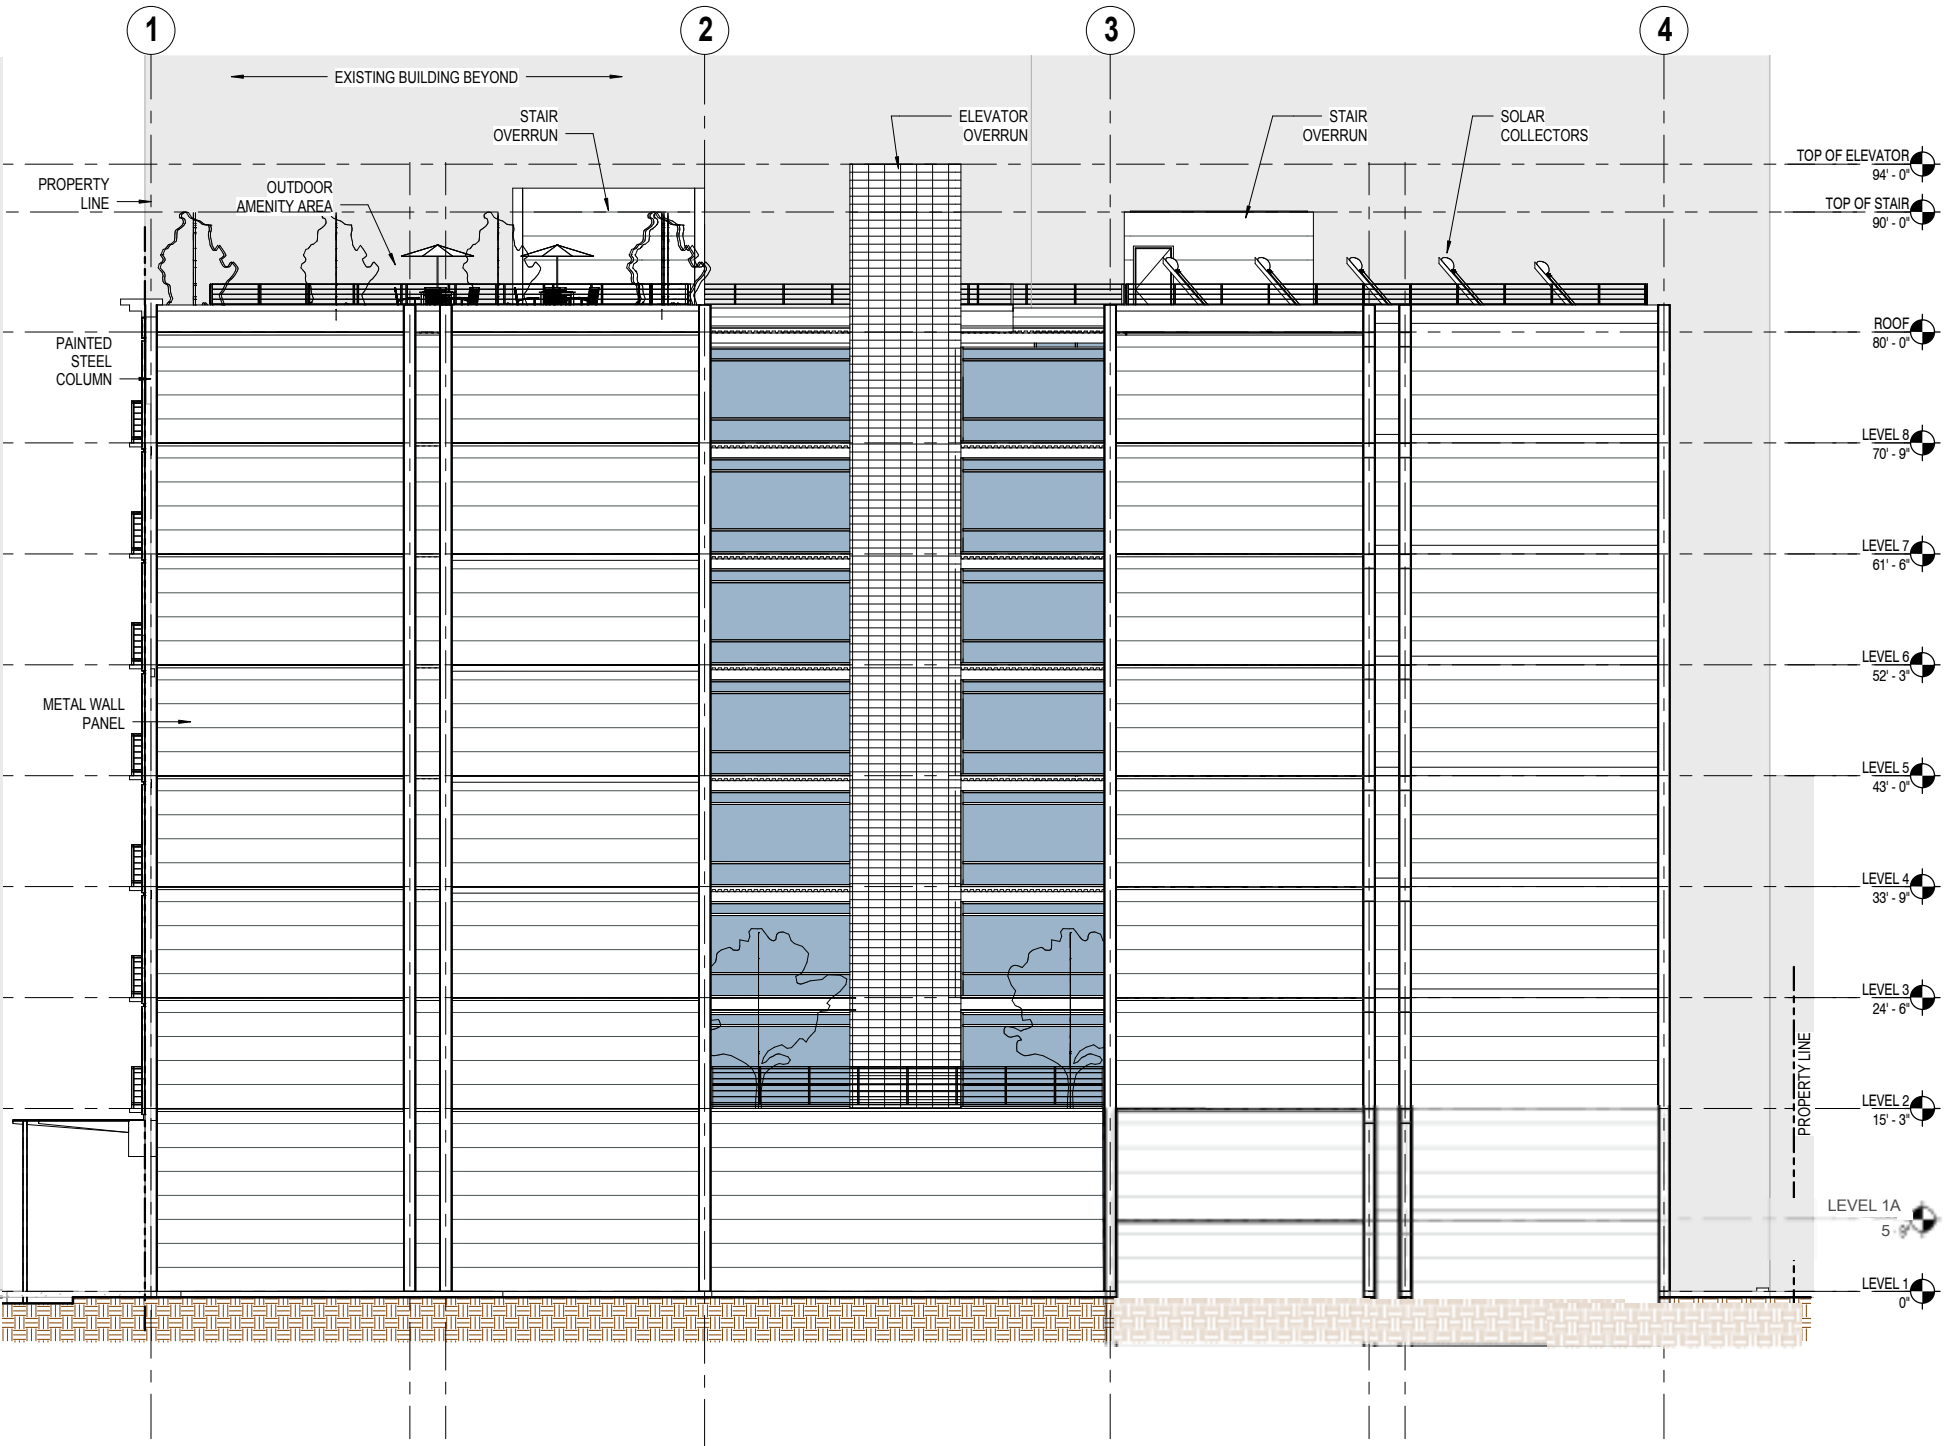 1
2
3
4
EXISTING BUILDING BEYOND
STAIR
OVERRUN
ELEVATOR
OVERRUN
STAIR
OVERRUN
SOLAR
COLLECTORS
TOP OF ELEVATOR
94' - 0"
PROPERTY
LINE
OUTDOOR
AMENITY AREA
TOP OF STAIR
90' - 0"
PAINTED
STEEL
COLUMN
ROOF
80' - 0"
LEVEL 8
70' - 9"
LEVEL 7
61' - 6"
LEVEL 6
52' - 3"
METAL WALL
PANEL
LEVEL 5
43' - 0"
LEVEL 4
33' - 9"
LEVEL 3
24' - 6"
PROPERTY LINE
LEVEL 2
15' - 3"
LEVEL 1A
5
LEVEL 1
0"